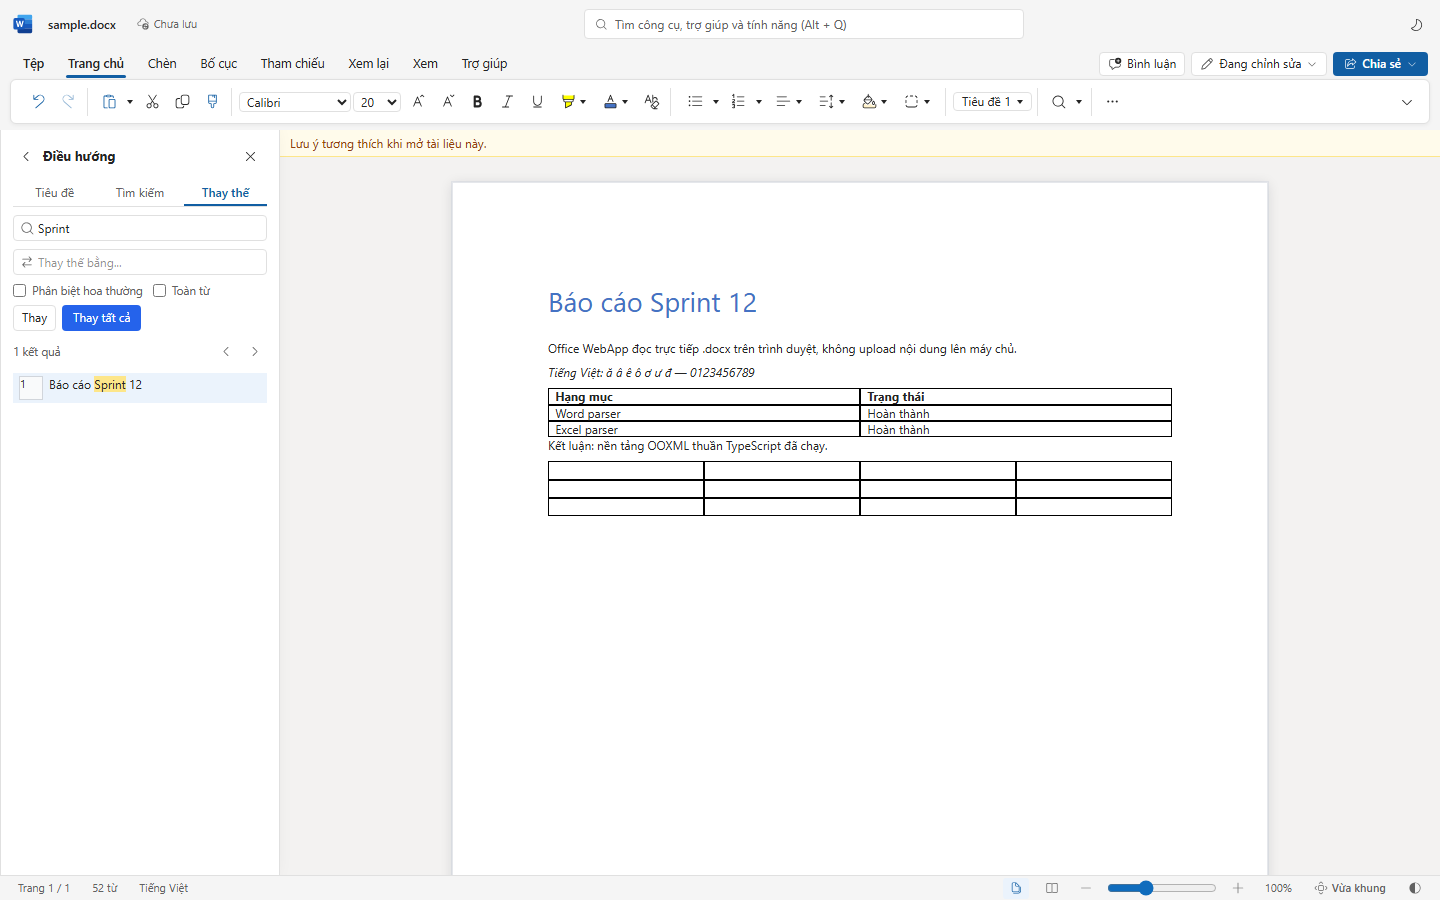 sample.docx
Chưa lưu
Tìm công cụ, trợ giúp và tính năng (Alt + Q)
Tệp
Trang chủ
Chèn
Bố cục
Tham chiếu
Xem lại
Xem
Trợ giúp
Bình luận
Đang chỉnh sửa
Chia sẻ
Calibri
20
Tiêu đề 1
Điều hướng
Tiêu đề
Tìm kiếm
Thay thế
Sprint
Thay thế bằng...
Phân biệt hoa thường
Toàn từ
Thay
Thay tất cả
1 kết quả
1
Báo cáo Sprint 12
Lưu ý tương thích khi mở tài liệu này.
Báo cáo Sprint 12
Office WebApp đọc trực tiếp .docx trên trình duyệt, không upload nội dung lên máy chủ.
Tiếng Việt: ă â ê ô ơ ư đ — 0123456789
Hạng mục Trạng thái
Word parser Hoàn thành
Excel parser Hoàn thành
Kết luận: nền tảng OOXML thuần TypeScript đã chạy.
Trang 1 / 1
52 từ
Tiếng Việt
100%
Vừa khung